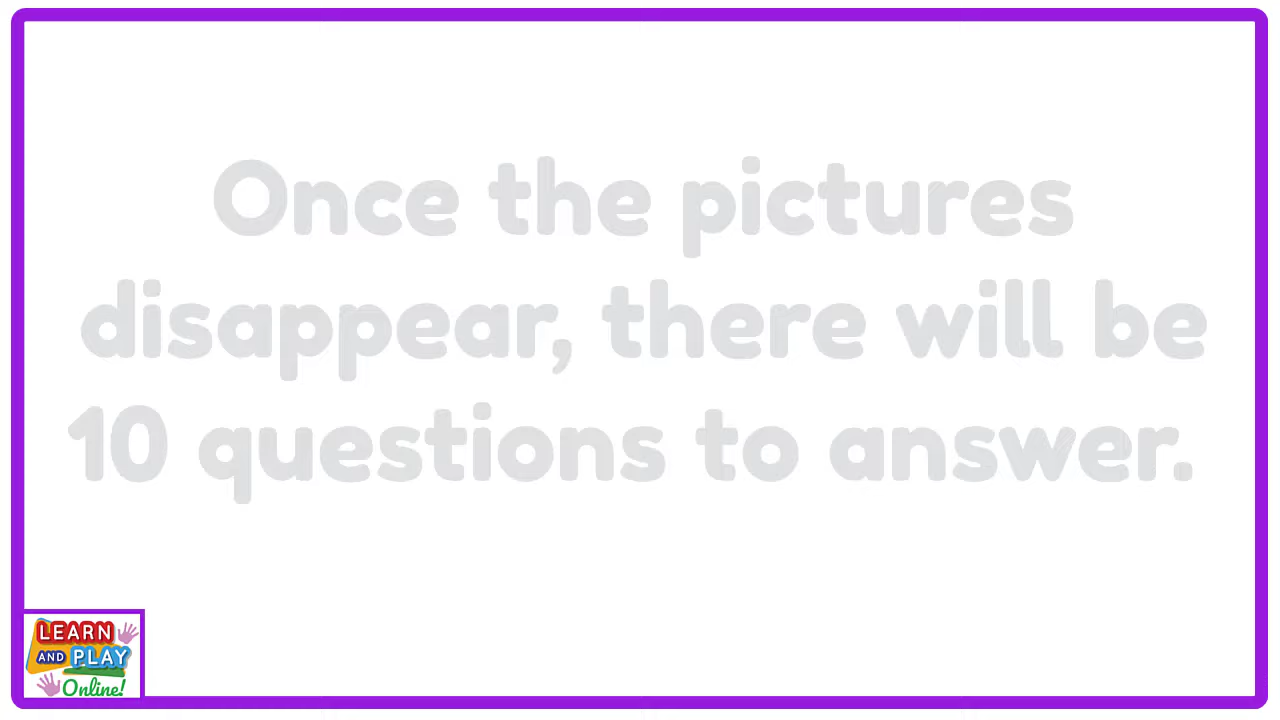 Once the pictures
disappear, there will be
10 questions to answer.
LEARN
AND PLAY
Online!